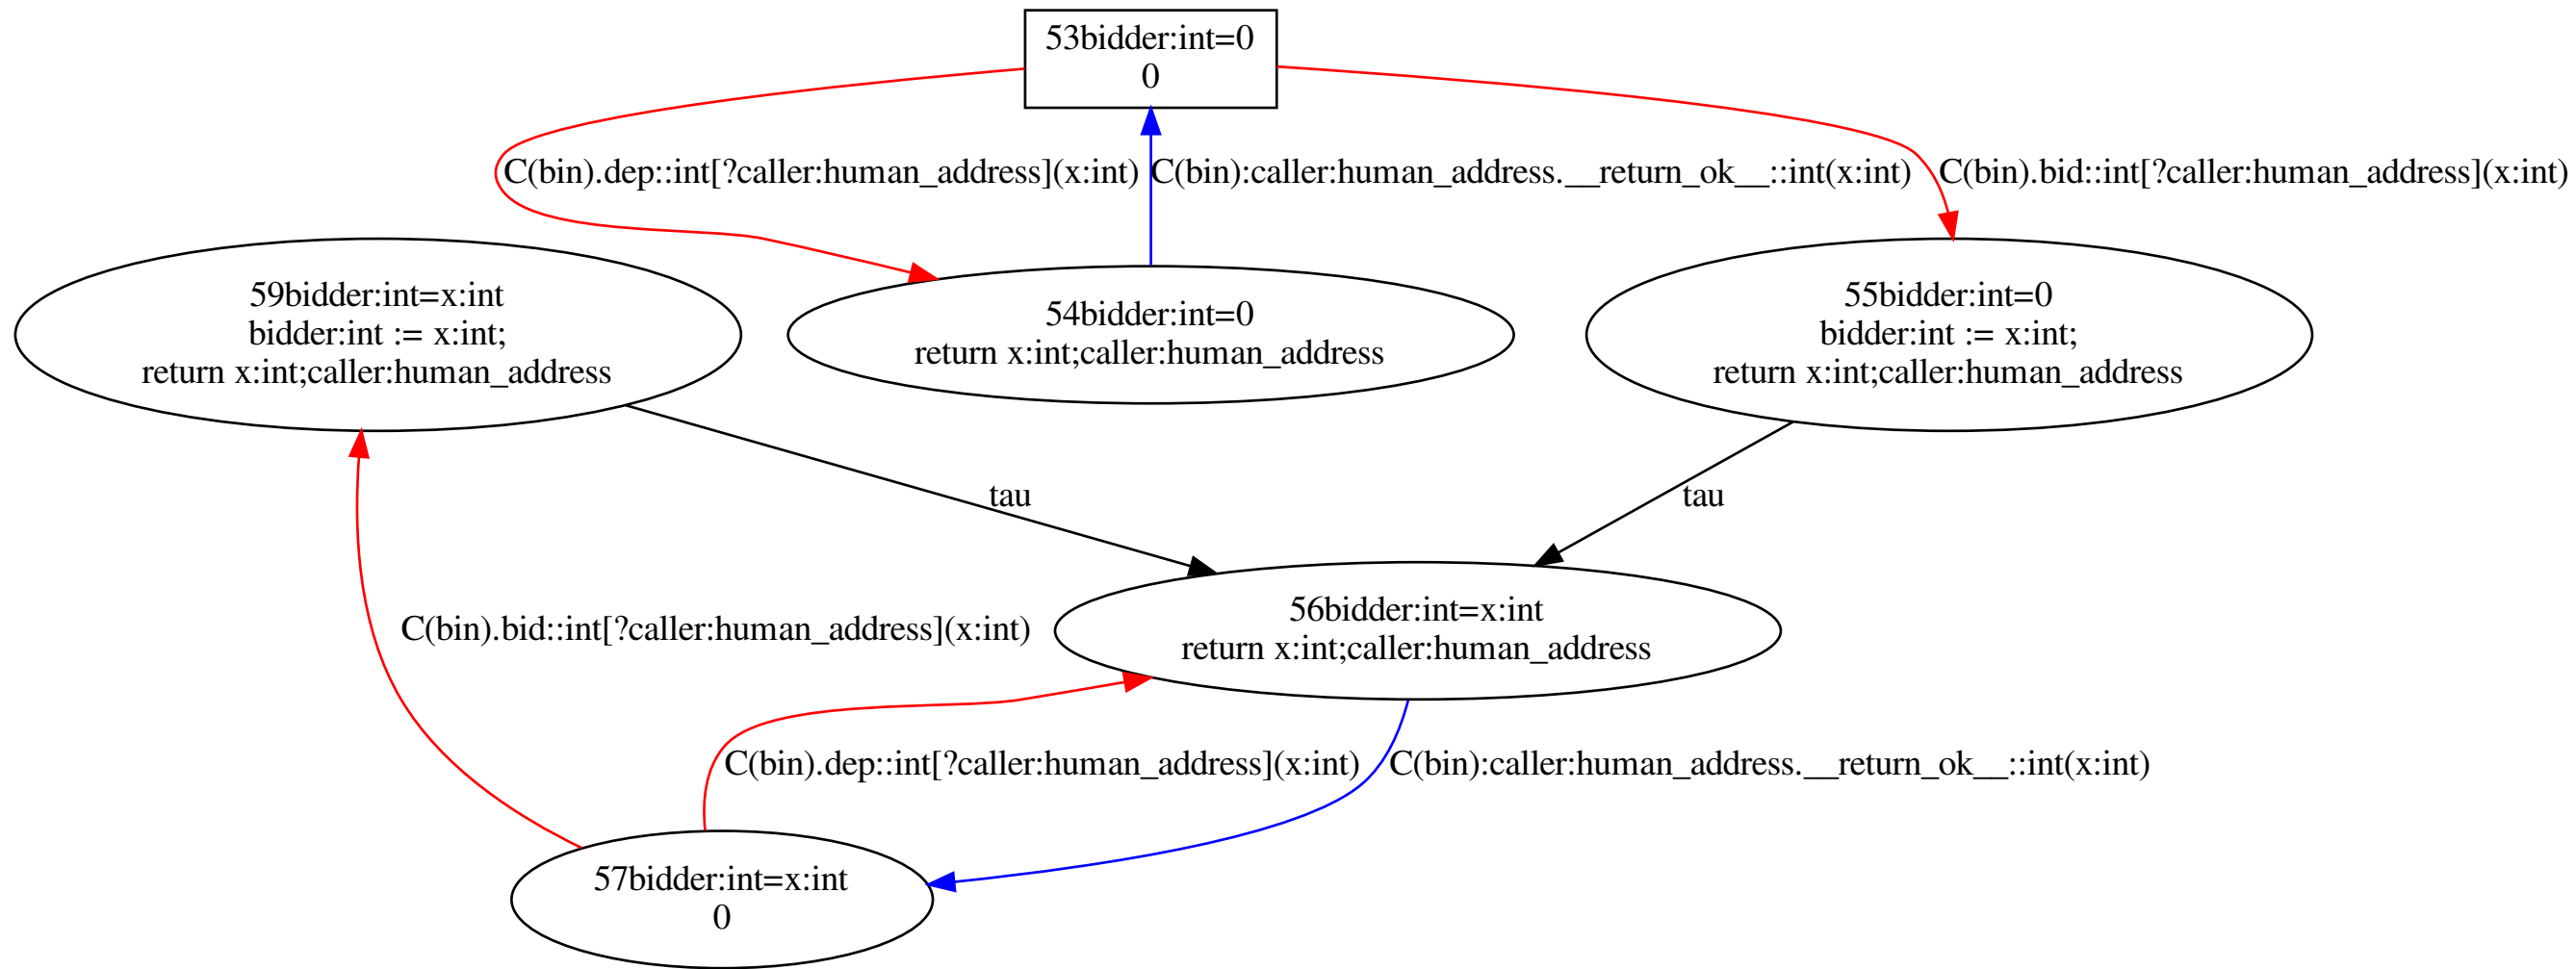 53bidder:int=0
0
C(bin).dep::int[?caller:human_address](x:int)
C(bin):caller:human_address.__return_ok__::int(x:int)
C(bin).bid::int[?caller:human_address](x:int)
59bidder:int=x:int
bidder:int := x:int;
return x:int;caller:human_address
54bidder:int=0
return x:int;caller:human_address
55bidder:int=0
bidder:int := x:int;
return x:int;caller:human_address
tau
tau
C(bin).bid::int[?caller:human_address](x:int)
56bidder:int=x:int
return x:int;caller:human_address
C(bin).dep::int[?caller:human_address](x:int)
C(bin):caller:human_address.__return_ok__::int(x:int)
57bidder:int=x:int
0